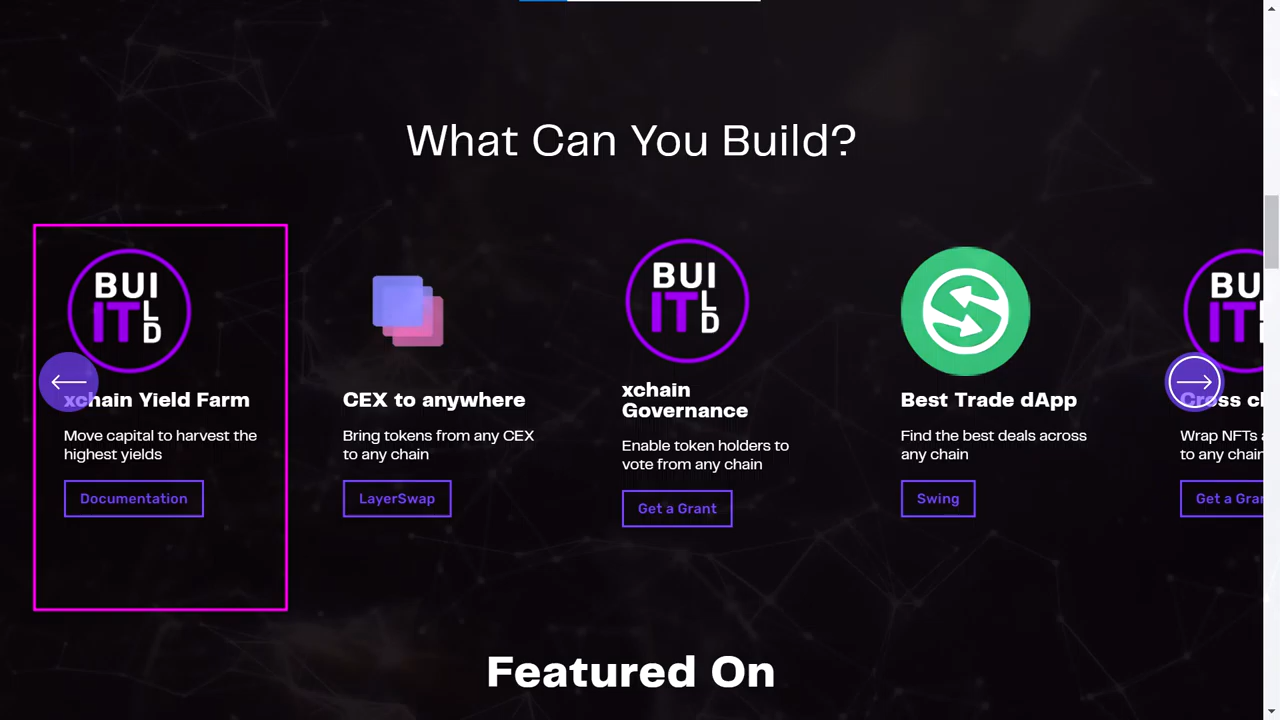 What Can You Build?
BUI
IT L
D
xchain Yield Farm
Move capital to harvest the
highest yields
Documentation
CEX to anywhere
Bring tokens from any CEX
to any chain
LayerSwap
BUI
IT L
D
xchain
Governance
Enable token holders to
vote from any chain
Get a Grant
Best Trade dApp
Find the best deals across
any chain
Swing
BU
IT
Cross
Wrap NFTs
to any chain
Get a
Featured On